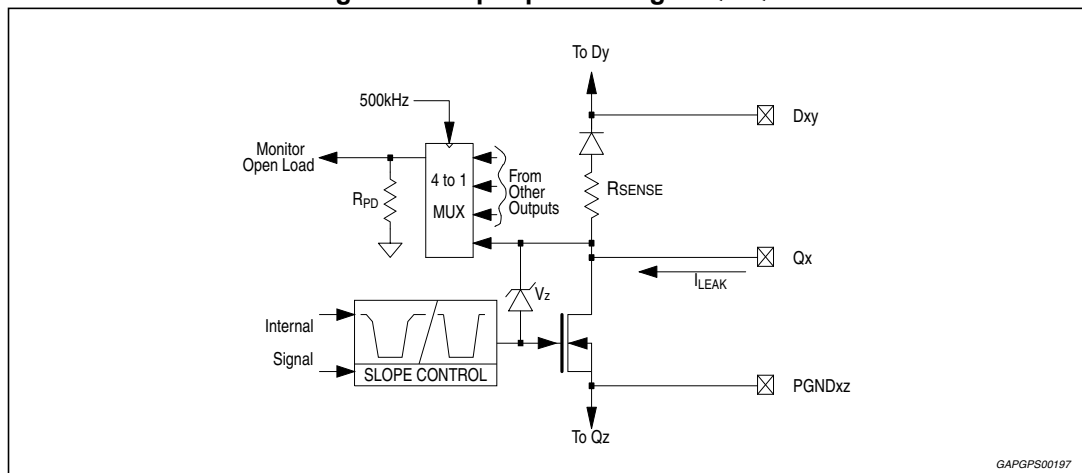 To Dy
500kHz
Dxy
Monitor
Open Load
4 to 1
MUX
From
Other
Outputs
RSENSE
RPD
Qx
ILEAK
Vz
Internal
Signal
SLOPE CONTROL
PGNDxz
To Qz
GAPGPS00197